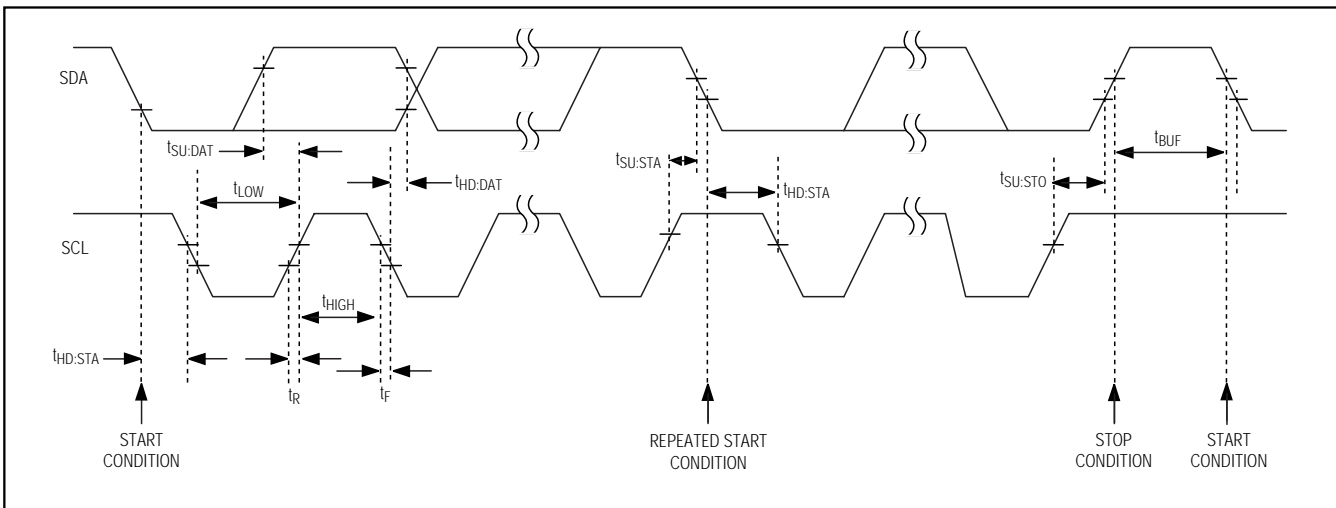 SDA
tSU:DAT
tSU:STA
tBUF
tLOW
tHD:DAT
tHD:STA
tSU:STO
SCL
tHIGH
tHD:STA
tR
tF
START
CONDITION
REPEATED START
CONDITION
STOP
CONDITION
START
CONDITION